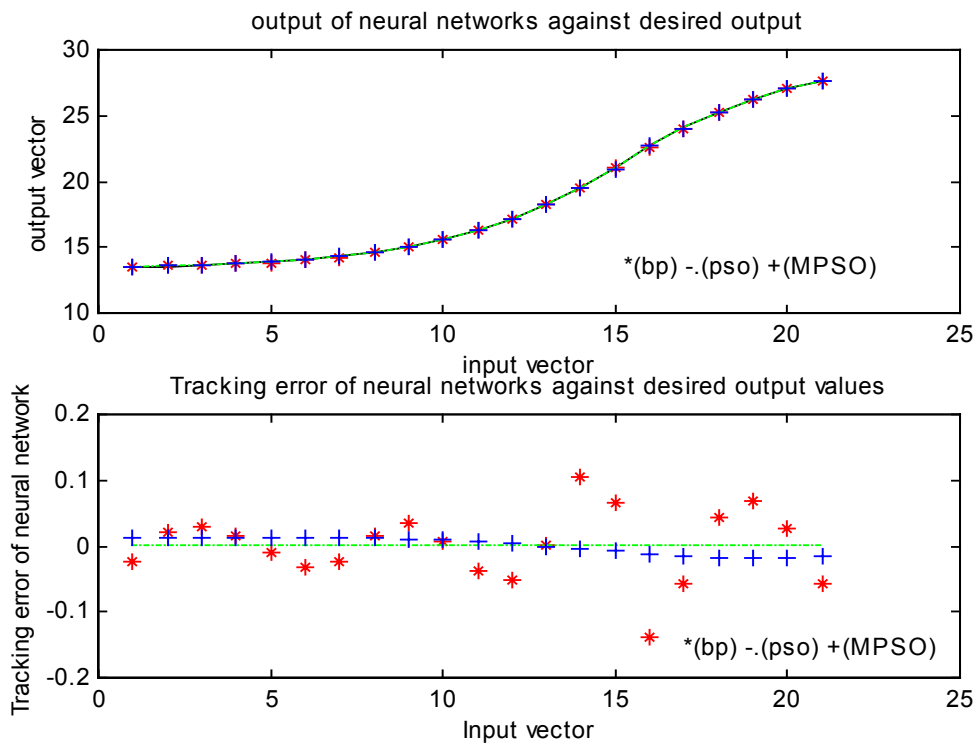 output of neural networks against desired output
30
25
20
15
10
output vector
*(bp) -.(pso) +(MPSO)
0 5 10 15 20 25
input vector
Tracking error of neural networks against desired output values
0.2
0.1
0
-0.1
-0.2
Tracking error of neural network
*(bp) -.(pso) +(MPSO)
0 5 10 15 20 25
Input vector